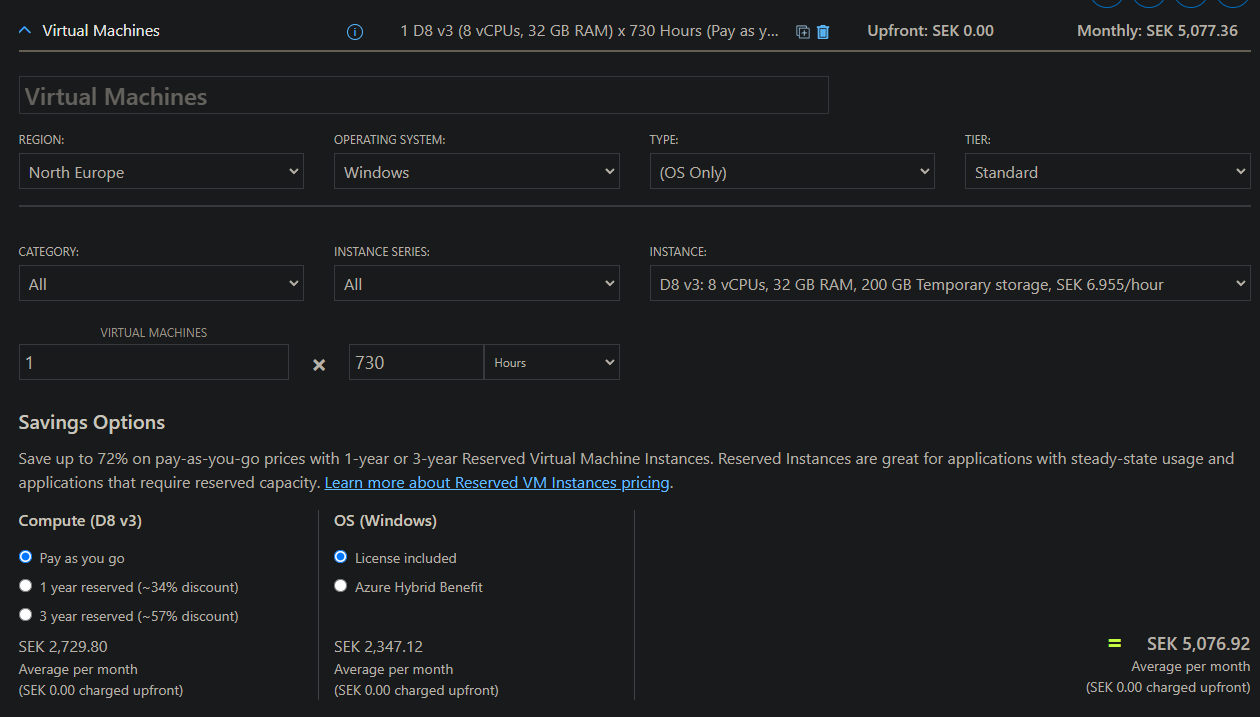 Virtual Machines
1 D8 v3 (8 vCPUs, 32 GB RAM) x 730 Hours (Pay as y...
Upfront: SEK 0.00
Monthly: SEK 5,077.36
Virtual Machines
REGION:
OPERATING SYSTEM:
TYPE:
TIER:
North Europe
Windows
(OS Only)
Standard
CATEGORY:
INSTANCE SERIES:
INSTANCE:
All
All
D8 v3: 8 vCPUs, 32 GB RAM, 200 GB Temporary storage, SEK 6.955/hour
VIRTUAL MACHINES
1
×
730
Hours
Savings Options
Save up to 72% on pay-as-you-go prices with 1-year or 3-year Reserved Virtual Machine Instances. Reserved Instances are great for applications with steady-state usage and
applications that require reserved capacity. Learn more about Reserved VM Instances pricing.
Compute (D8 v3)
Pay as you go
1 year reserved (~34% discount)
3 year reserved (~57% discount)
SEK 2,729.80
Average per month
(SEK 0.00 charged upfront)
OS (Windows)
License included
Azure Hybrid Benefit
SEK 2,347.12
Average per month
(SEK 0.00 charged upfront)
= SEK 5,076.92
Average per month
(SEK 0.00 charged upfront)